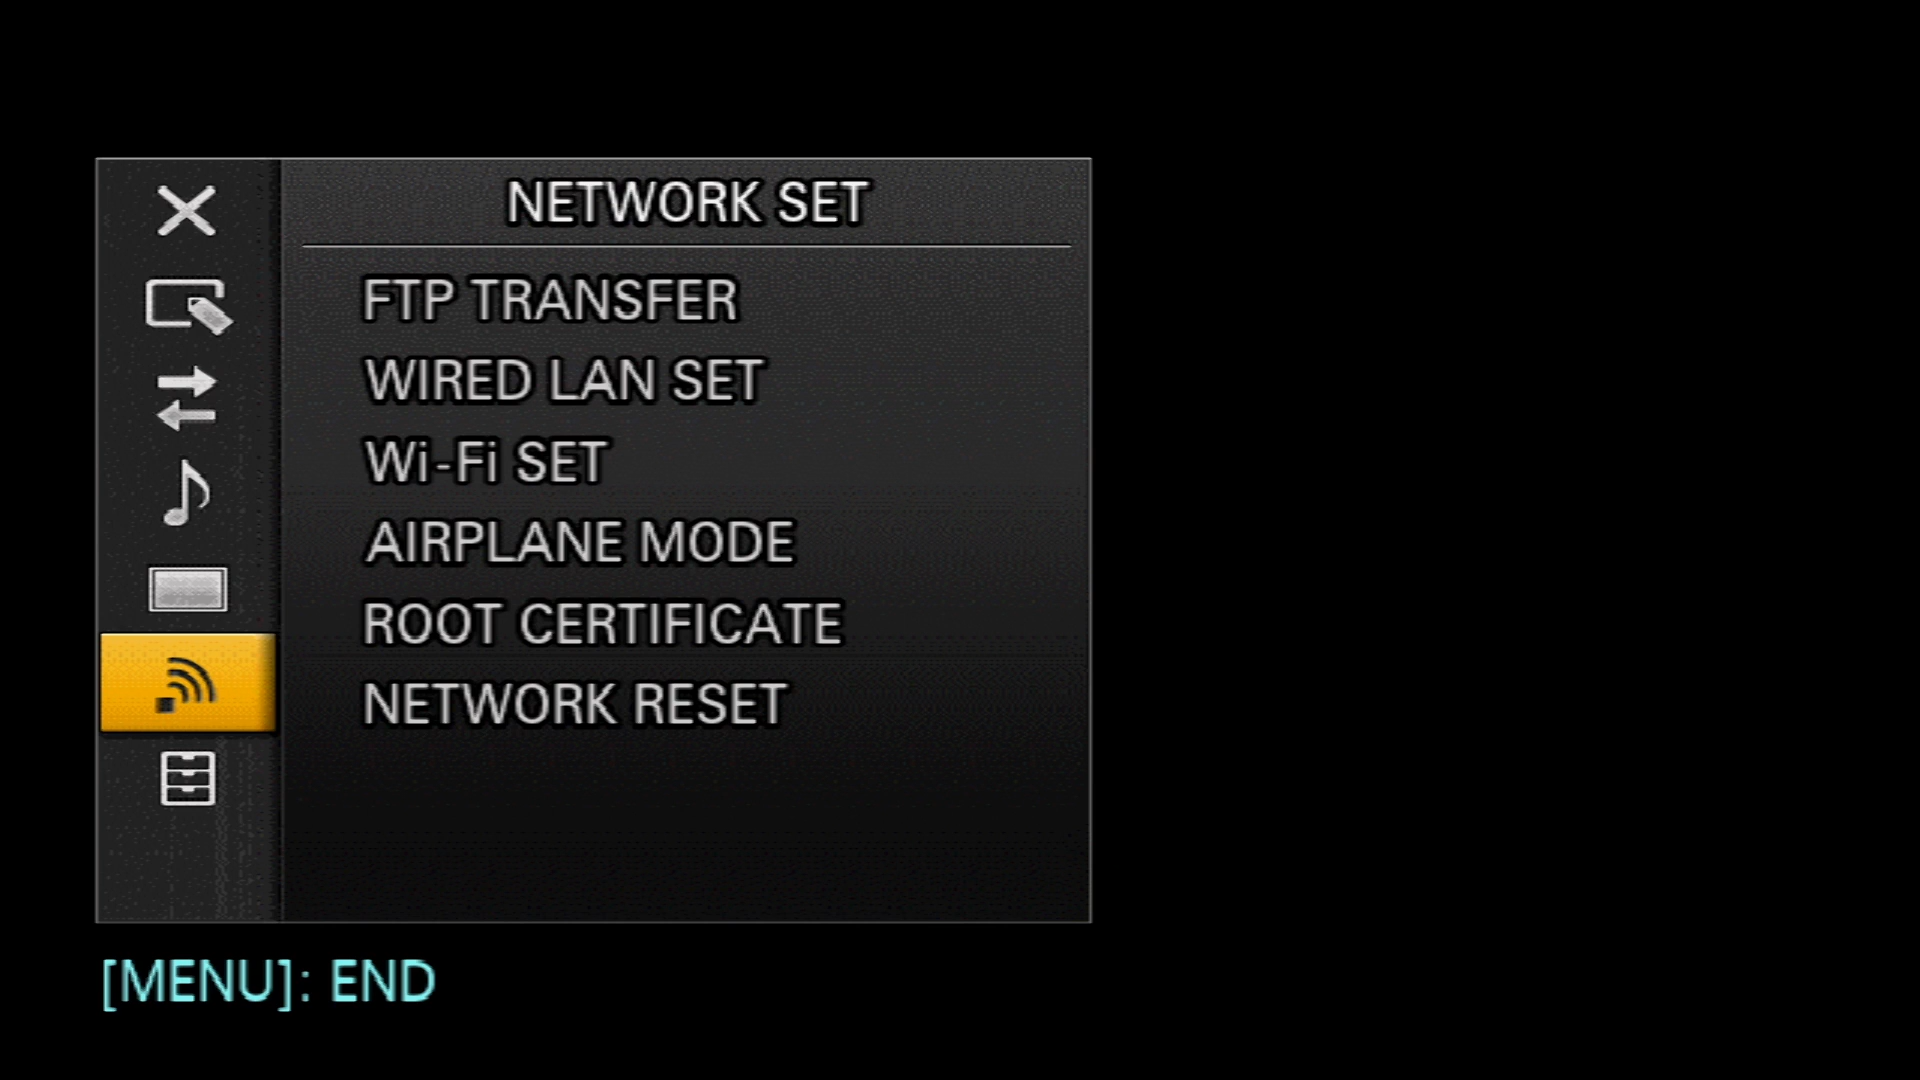 NETWORK SET
FTP TRANSFER
WIRED LAN SET
Wi-Fi SET
AIRPLANE MODE
ROOT CERTIFICATE
NETWORK RESET
[MENU]: END